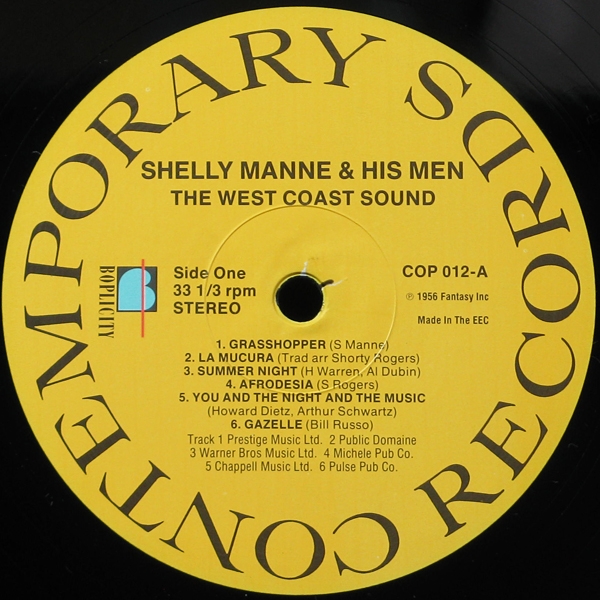 CONTEMPORARY RECORDS
SHELLY MANNE & HIS MEN
THE WEST COAST SOUND
BOPLICITY
B
Side One
33 1/3 rpm
STEREO
COP 012-A
℗ 1956 Fantasy Inc
Made In The EEC
1. GRASSHOPPER (S Manne)
2. LA MUCURA (Trad arr Shorty Rogers)
3. SUMMER NIGHT (H Warren, Al Dubin)
4. AFRODESIA (S Rogers)
5. YOU AND THE NIGHT AND THE MUSIC
(Howard Dietz, Arthur Schwartz)
6. GAZELLE (Bill Russo)
Track 1 Prestige Music Ltd. 2 Public Domaine
3 Warner Bros Music Ltd. 4 Michele Pub Co.
5 Chappell Music Ltd. 6 Pulse Pub Co.